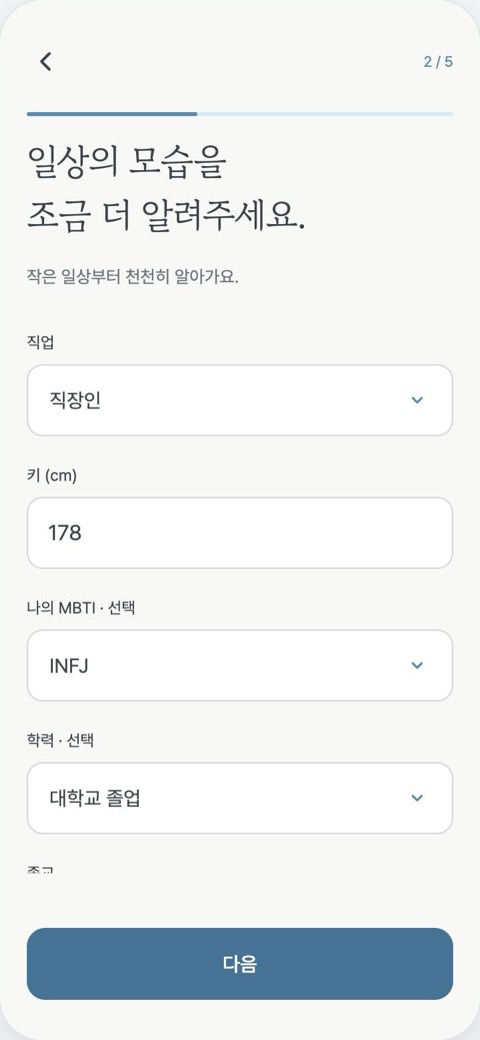 2 / 5
일상의 모습을
조금 더 알려주세요.
작은 일상부터 천천히 알아가요.
직업
직장인
키 (cm)
178
나의 MBTI · 선택
INFJ
학력 · 선택
대학교 졸업
다음